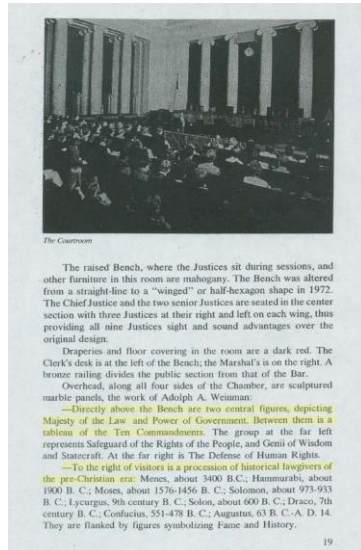 The Courtroom
The raised Bench, where the Justices sit during sessions, and
other furniture in this room are mahogany. The Bench was altered
from a straight-line to a "winged" or half-hexagon shape in 1972.
The Chief Justice and the two senior Justices are seated in the center
section with three Justices at their right and left on each wing, thus
providing all nine Justices sight and sound advantages over the
original design.
Draperies and floor covering in the room are a dark red. The
Clerk's desk is at the left of the Bench; the Marshal's is on the right. A
bronze railing divides the public section from that of the Bar.
Overhead, along all four sides of the Chamber, are sculptured
marble panels, the work of Adolph A. Weinman:
—Directly above the Bench are two central figures, depicting
Majesty of the Law and Power of Government. Between them is a
tableau of the Ten Commandments. The group at the far left
represents Safeguard of the Rights of the People, and Genii of Wisdom
and Statecraft. At the far right is The Defense of Human Rights.
—To the right of visitors is a procession of historical lawgivers of
the pre-Christian era: Menes, about 3400 B.C.; Hammurabi, about
1900 B. C.; Moses, about 1576-1456 B. C.; Solomon, about 973-933
B. C.; Lycurgus, 9th century B. C.; Solon, about 600 B. C.; Draco, 7th
century B. C.; Confucius, 551-478 B. C.; Augustus, 63 B. C.-A. D. 14.
They are flanked by figures symbolizing Fame and History.
19